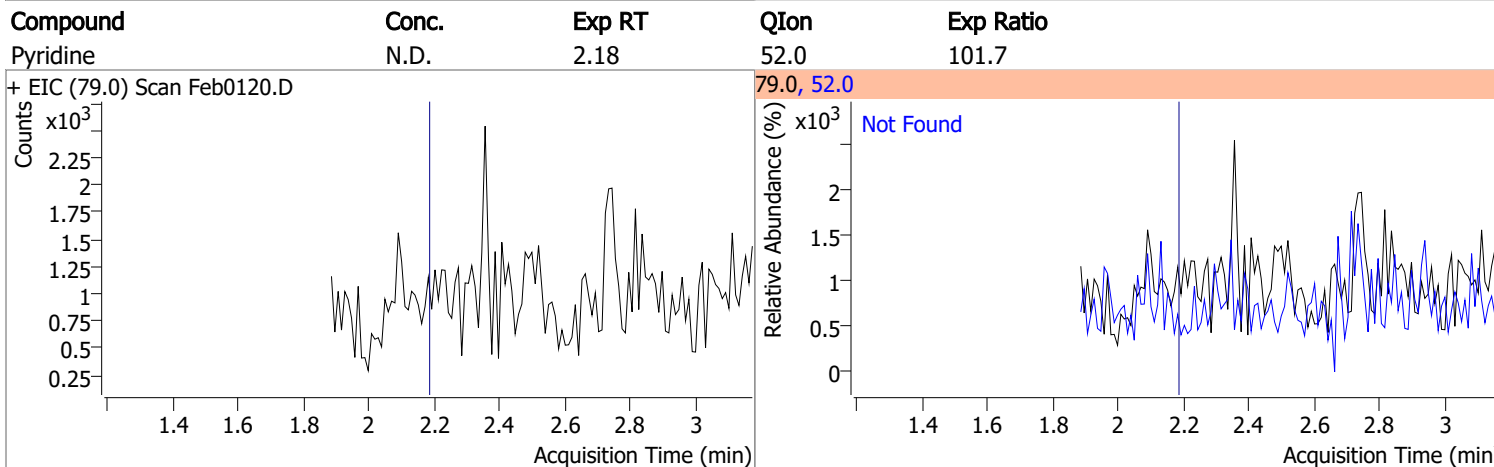 Compound Conc. Exp RT QIon Exp Ratio
Pyridine N.D. 2.18 52.0 101.7
+ EIC (79.0) Scan Feb0120.D
Counts
x10³
2.25
2
1.75
1.5
1.25
1
0.75
0.5
0.25
1.4 1.6 1.8 2 2.2 2.4 2.6 2.8 3
Acquisition Time (min)
79.0, 52.0
Relative Abundance (%)
x10³
Not Found
2
1.5
1
0.5
0
1.4 1.6 1.8 2 2.2 2.4 2.6 2.8 3
Acquisition Time (min